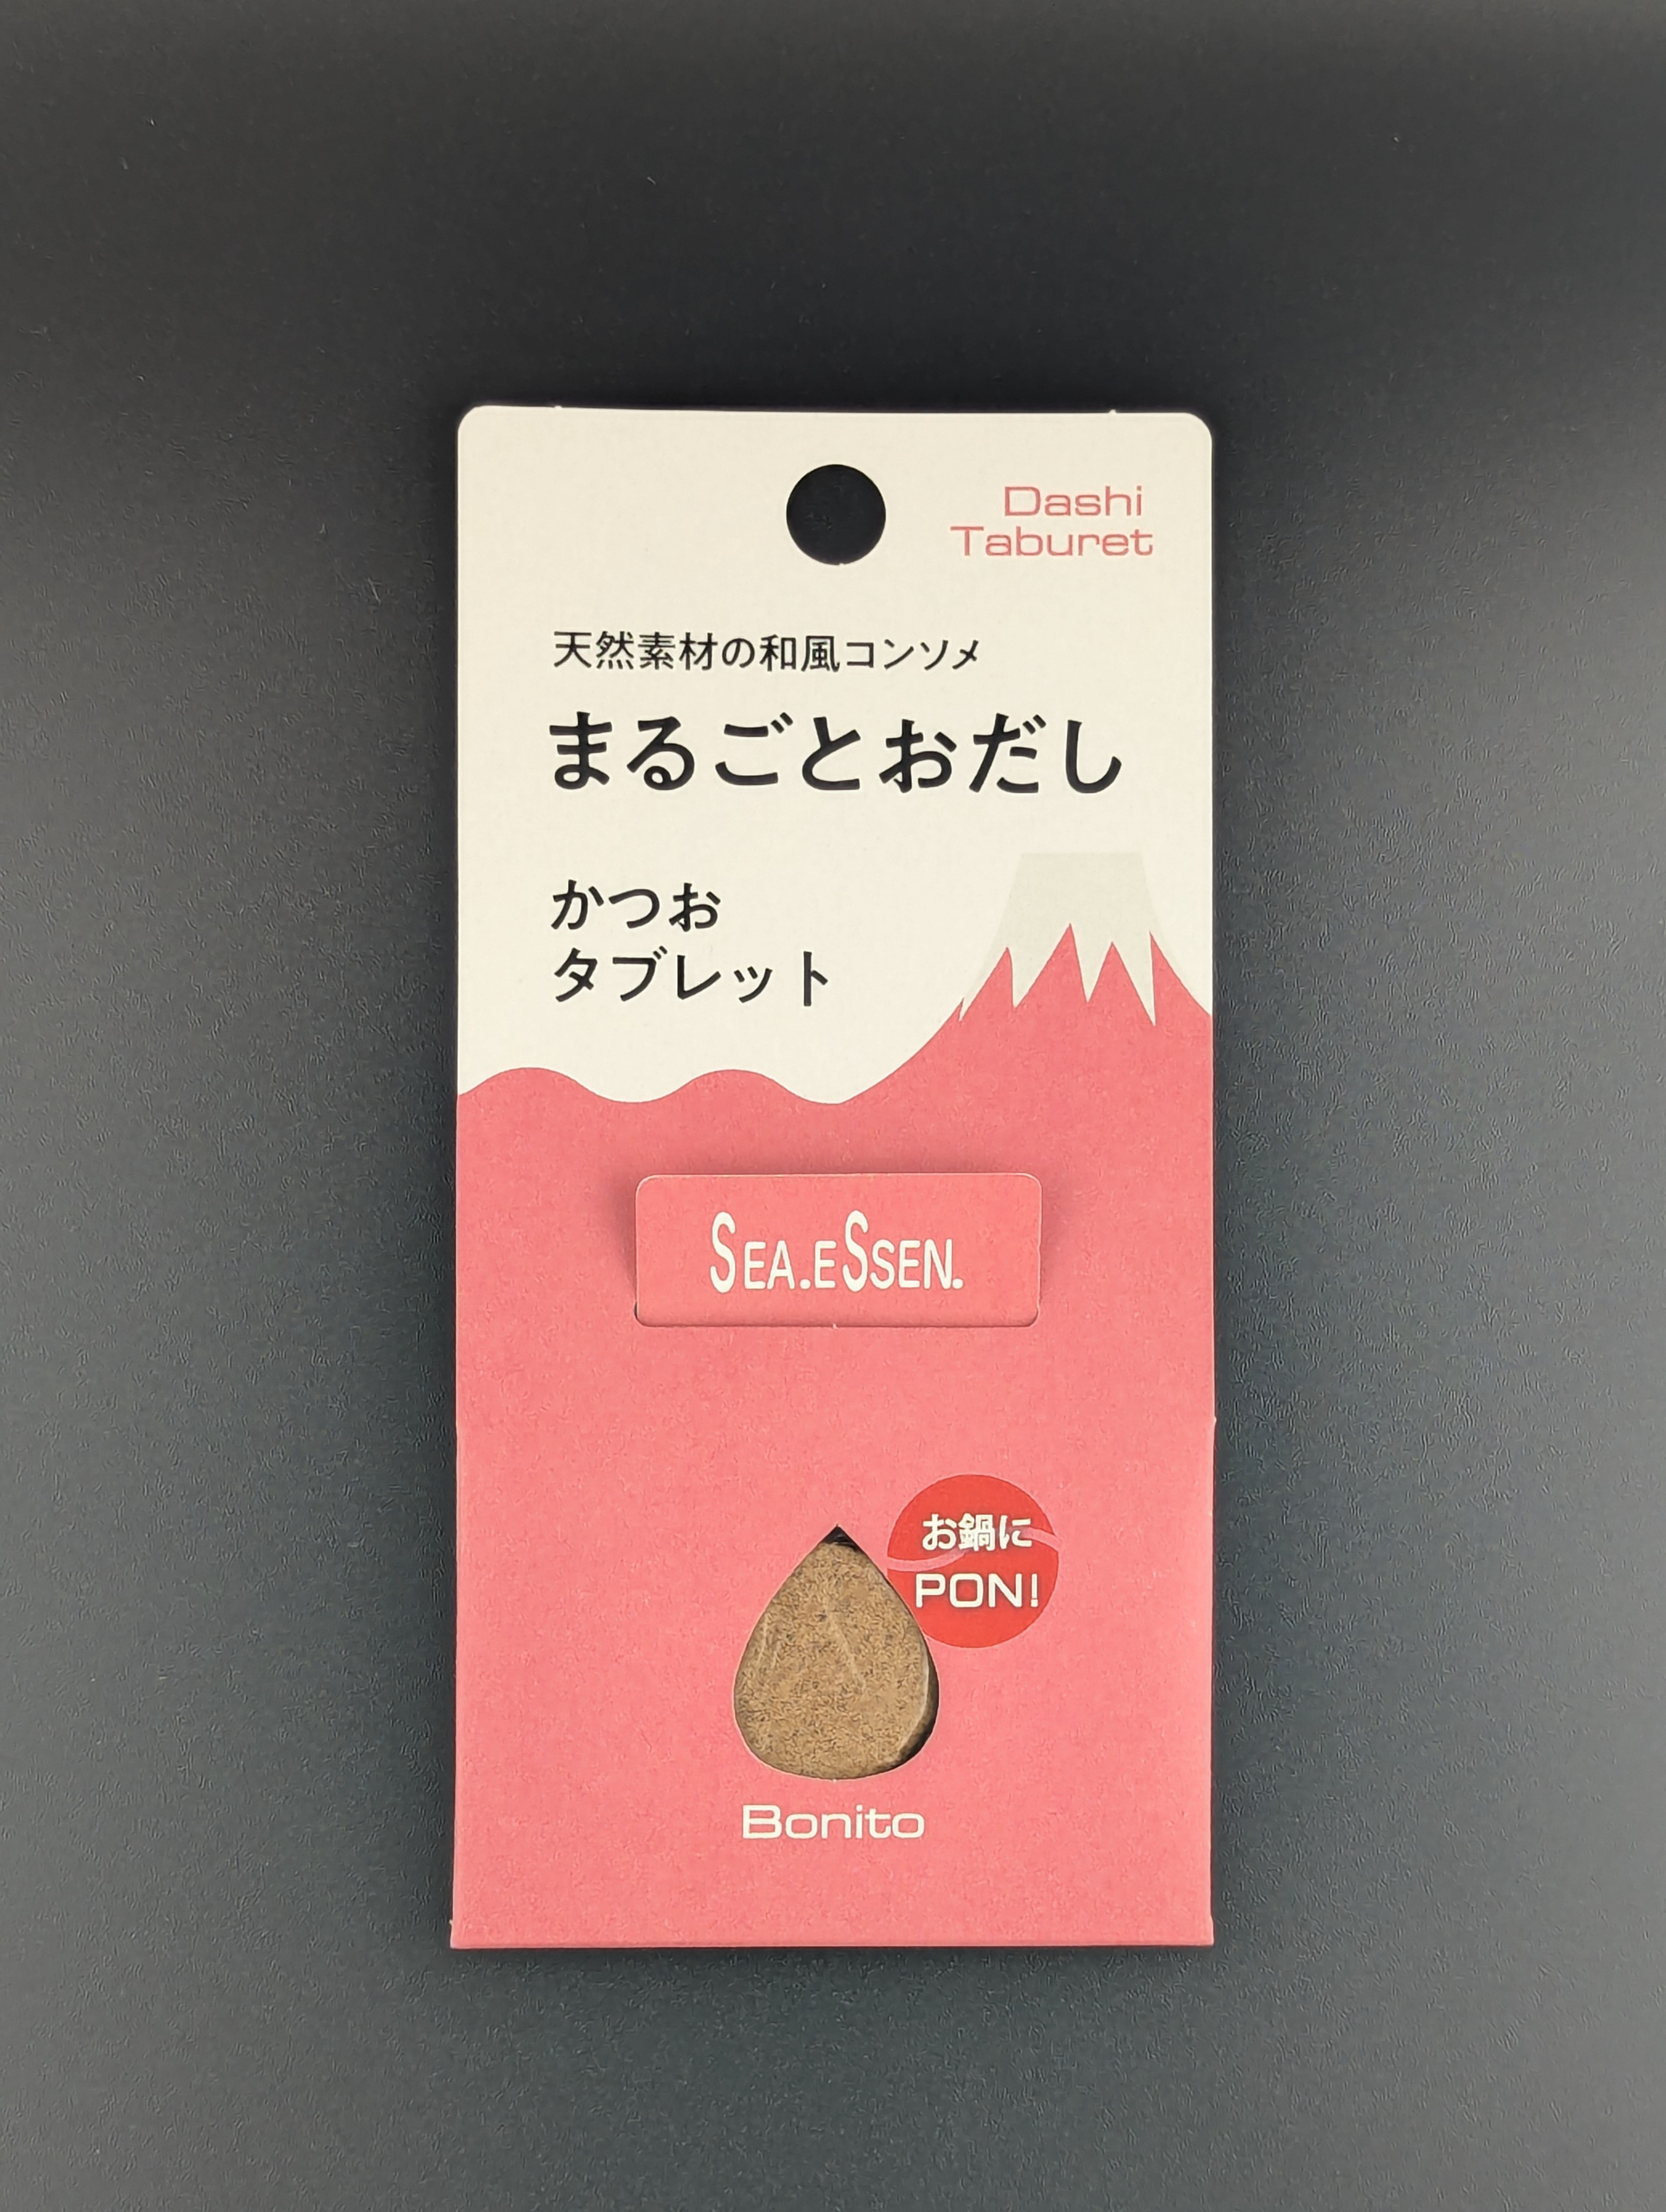 Dashi
Taburet
天然素材の和風コンソメ
まるごとおだし
かつお
タブレット
SEA.ESSEN.
お鍋に
PON!
Bonito